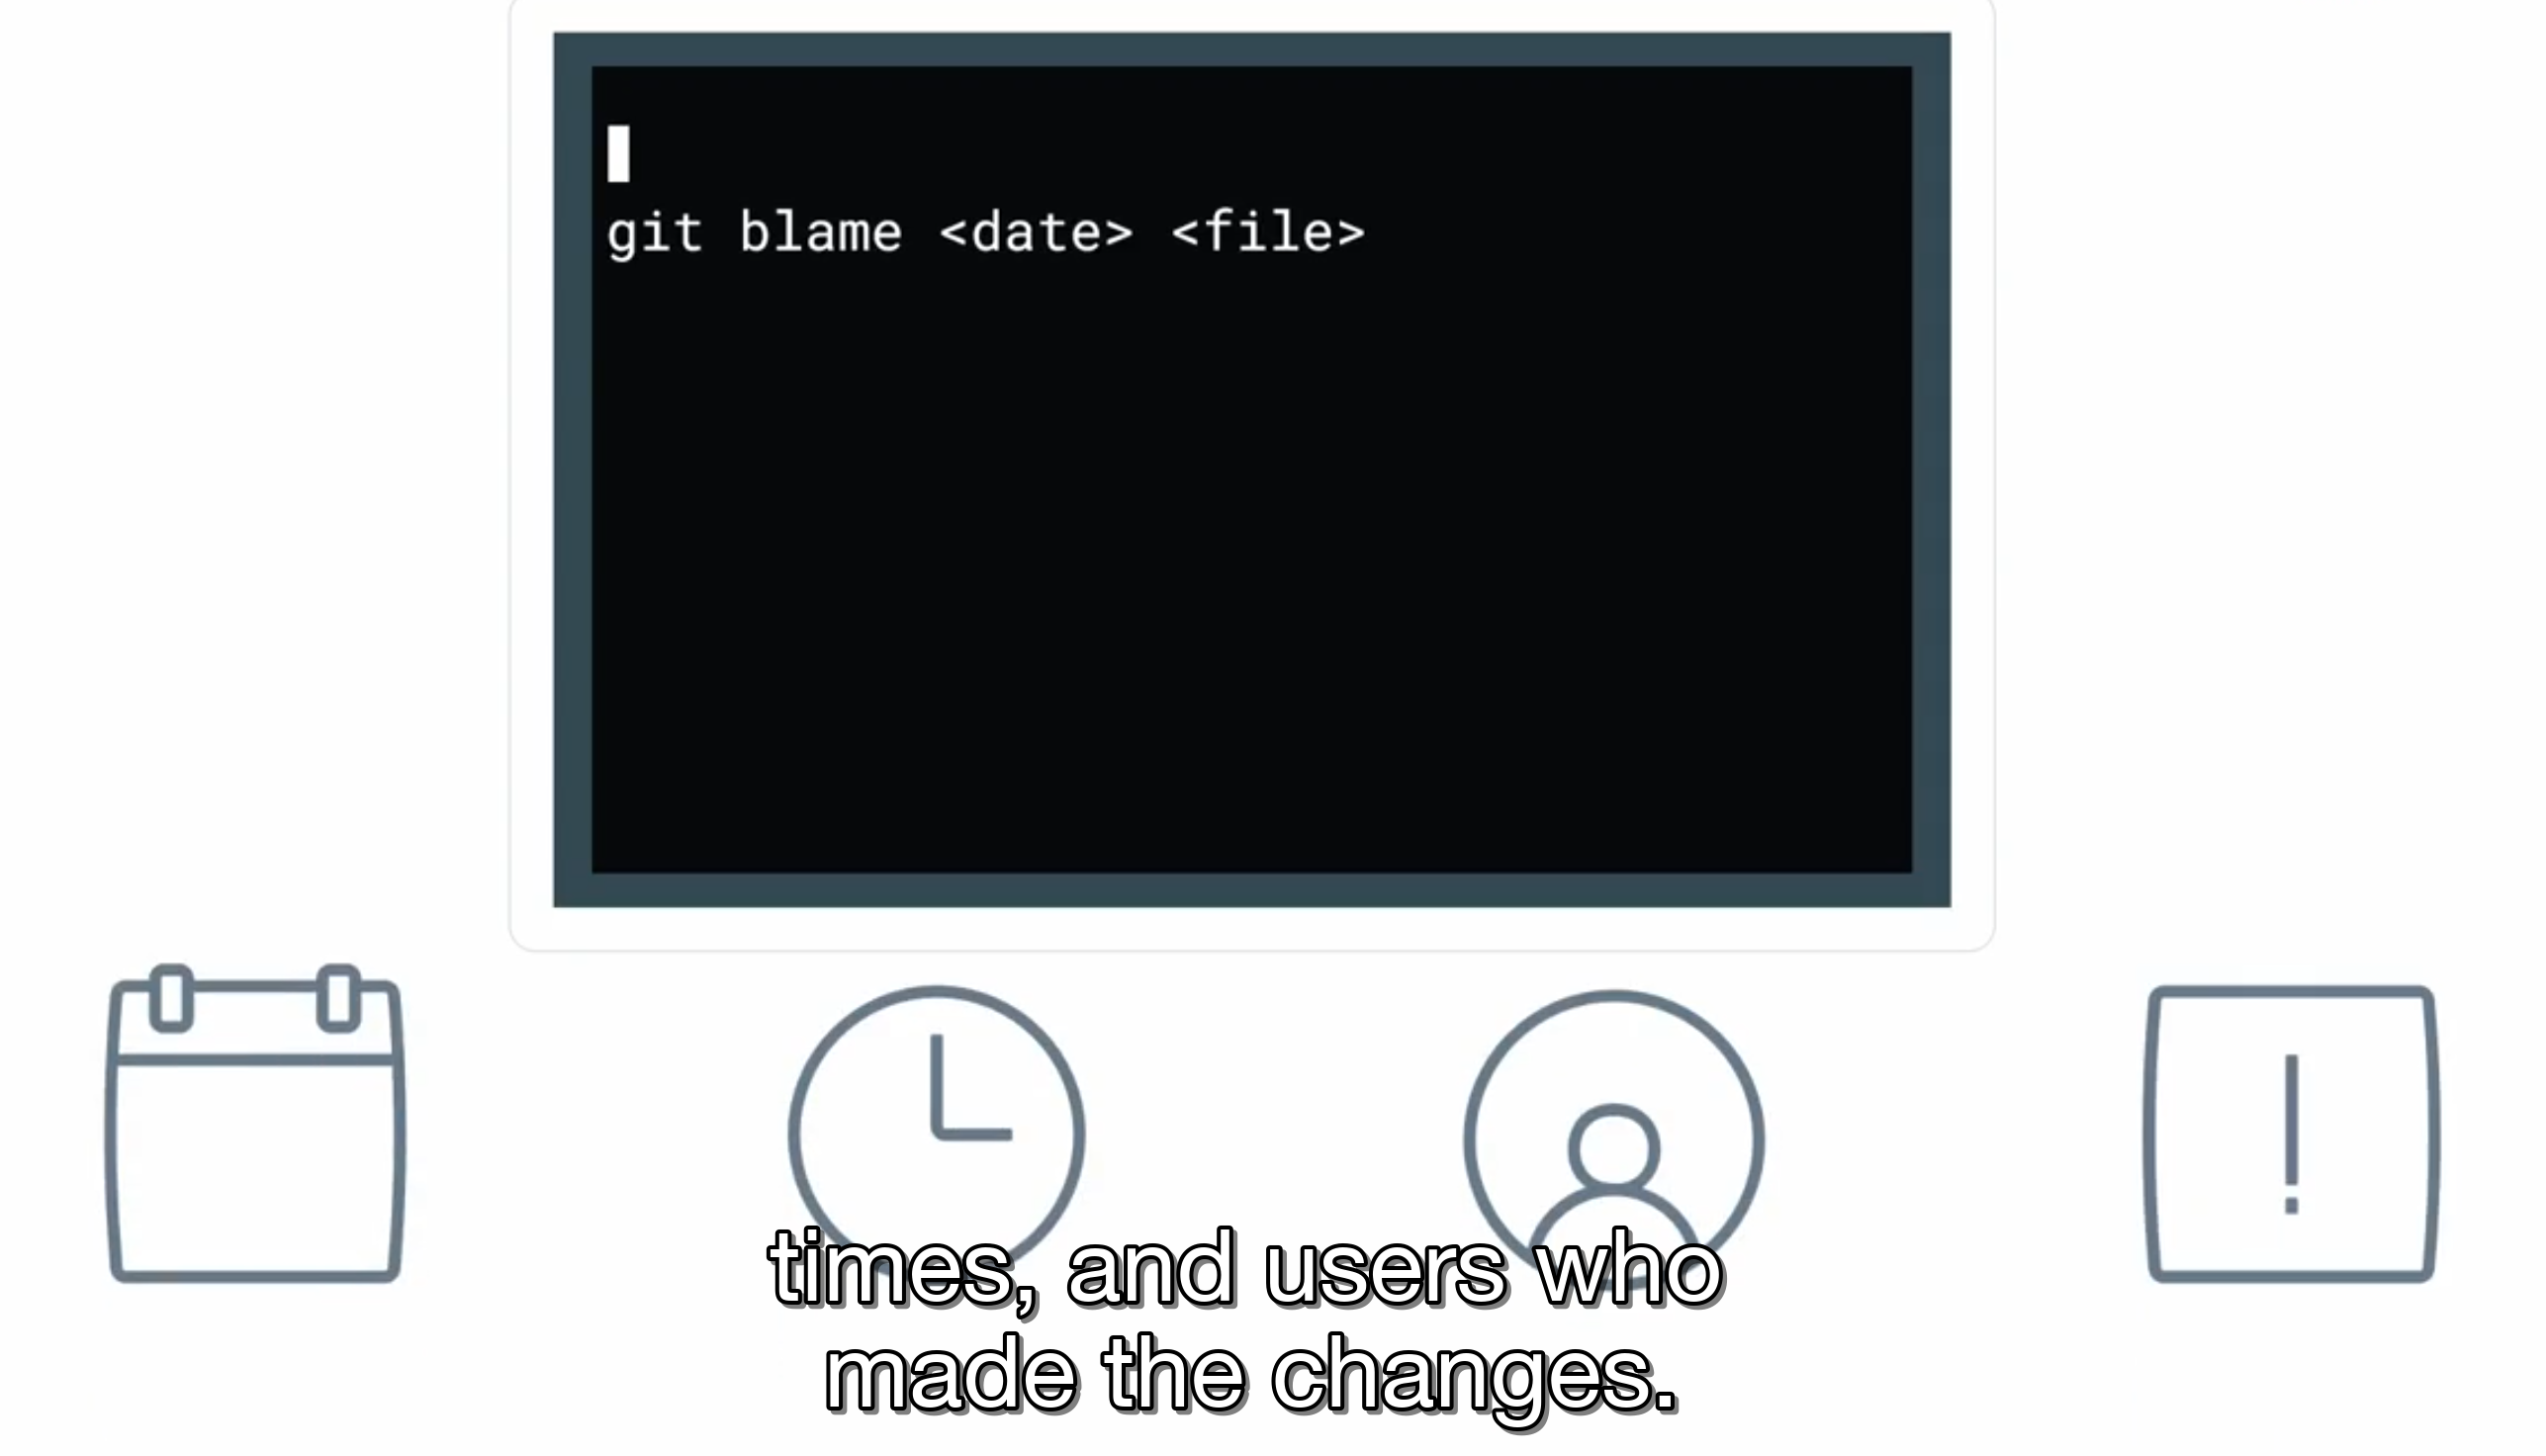 git blame <date> <file>
times, and users who
made the changes.